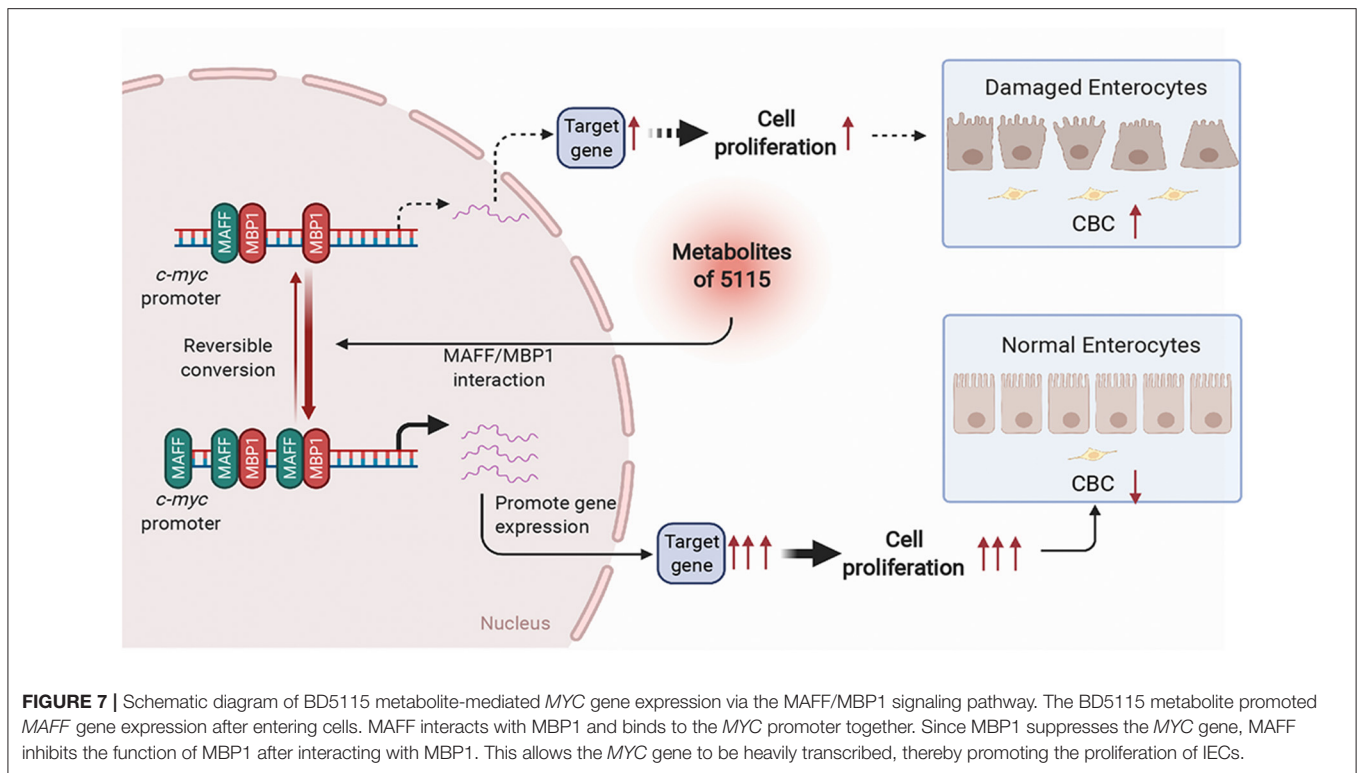 Damaged Enterocytes
Target
gene
Cell
proliferation
CBC
MAFF
MBP1
MBP1
c-myc
promoter
Metabolites
of 5115
Reversible
conversion
MAFF/MBP1
interaction
Normal Enterocytes
CBC
MAFF
MAFF
MBP1
MAFF
MBP1
c-myc
promoter
Promote gene
expression
Target
gene
Cell
proliferation
Nucleus
FIGURE 7 | Schematic diagram of BD5115 metabolite-mediated MYC gene expression via the MAFF/MBP1 signaling pathway. The BD5115 metabolite promoted
MAFF gene expression after entering cells. MAFF interacts with MBP1 and binds to the MYC promoter together. Since MBP1 suppresses the MYC gene, MAFF
inhibits the function of MBP1 after interacting with MBP1. This allows the MYC gene to be heavily transcribed, thereby promoting the proliferation of IECs.